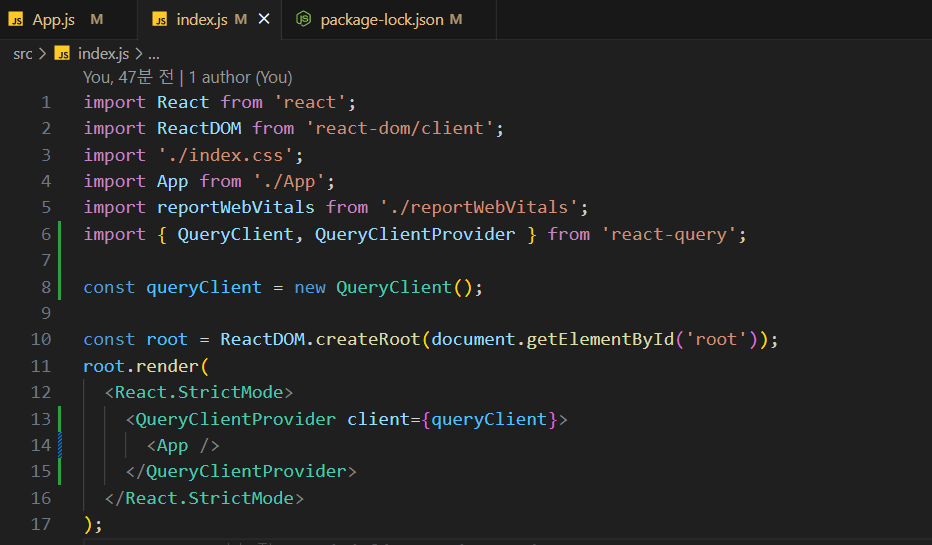 JS App.js M JS index.js M JS package-lock.json M
src > JS index.js > ...
You, 47분 전 | 1 author (You)
1 import React from 'react';
2 import ReactDOM from 'react-dom/client';
3 import './index.css';
4 import App from './App';
5 import reportWebVitals from './reportWebVitals';
6 import { QueryClient, QueryClientProvider } from 'react-query';
7
8 const queryClient = new QueryClient();
9
10 const root = ReactDOM.createRoot(document.getElementById('root'));
11 root.render(
12 <React.StrictMode>
13 <QueryClientProvider client={queryClient}>
14 <App />
15 </QueryClientProvider>
16 </React.StrictMode>
17 );